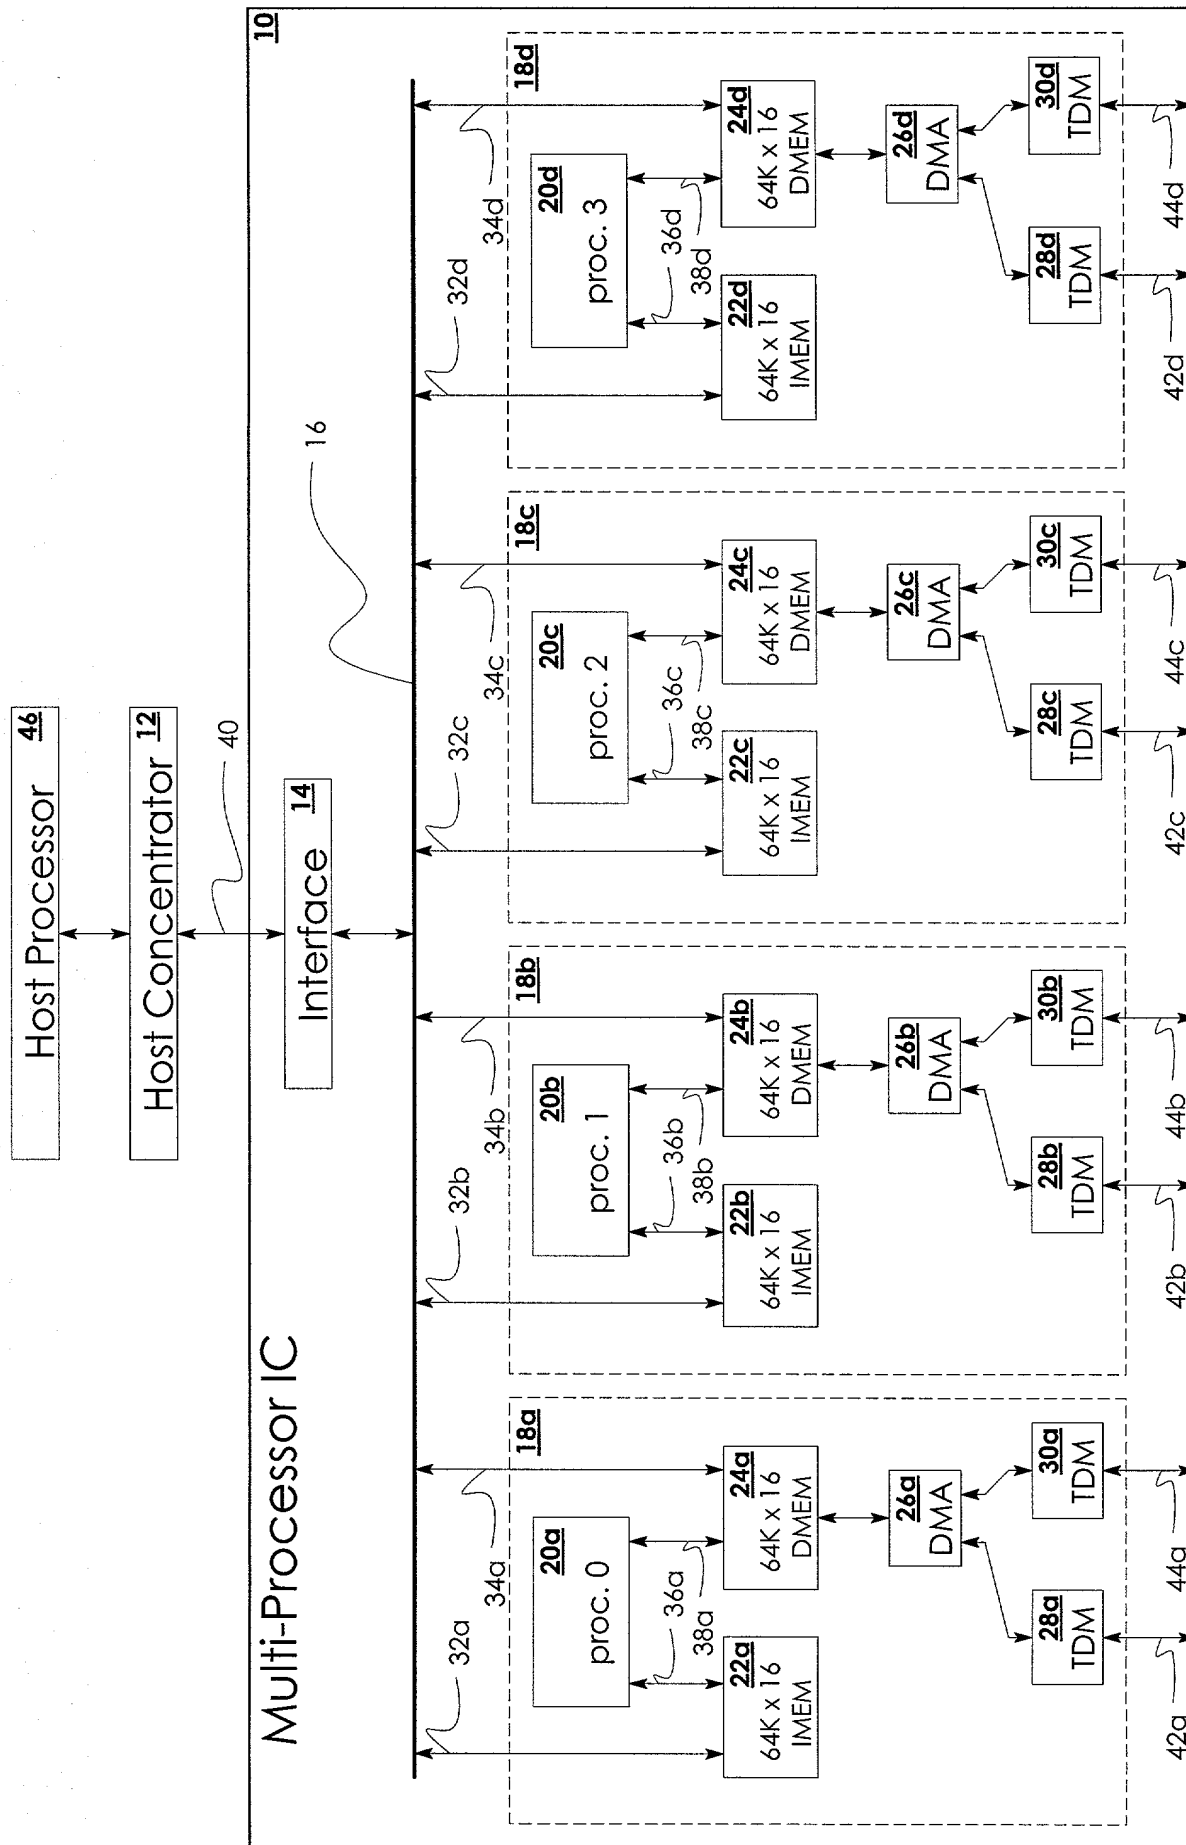 Host Processor 46
Host Concentrator 12
40
10
Multi-Processor IC
Interface 14
16
32a
34a
32b
34b
32c
34c
32d
34d
18a
20a
proc. 0
36a
38a
22a
64K x 16
IMEM
24a
64K x 16
DMEM
26a
DMA
28a
TDM
30a
TDM
42a
44a
18b
20b
proc. 1
36b
38b
22b
64K x 16
IMEM
24b
64K x 16
DMEM
26b
DMA
28b
TDM
30b
TDM
42b
44b
18c
20c
proc. 2
36c
38c
22c
64K x 16
IMEM
24c
64K x 16
DMEM
26c
DMA
28c
TDM
30c
TDM
42c
44c
18d
20d
proc. 3
36d
38d
22d
64K x 16
IMEM
24d
64K x 16
DMEM
26d
DMA
28d
TDM
30d
TDM
42d
44d